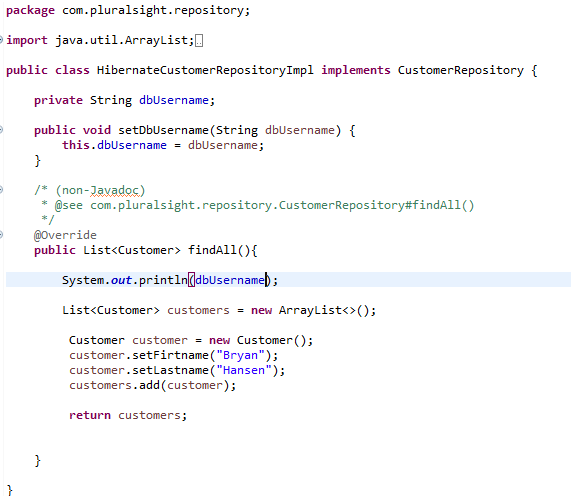 package com.pluralsight.repository;
import java.util.ArrayList;
public class HibernateCustomerRepositoryImpl implements CustomerRepository {
private String dbUsername;
public void setDbUsername(String dbUsername) {
this.dbUsername = dbUsername;
}
/* (non-Javadoc)
* @see com.pluralsight.repository.CustomerRepository#findAll()
*/
@Override
public List<Customer> findAll(){
System.out.println(dbUsername);
List<Customer> customers = new ArrayList<>();
Customer customer = new Customer();
customer.setFirtname("Bryan");
customer.setLastname("Hansen");
customers.add(customer);
return customers;
}
}